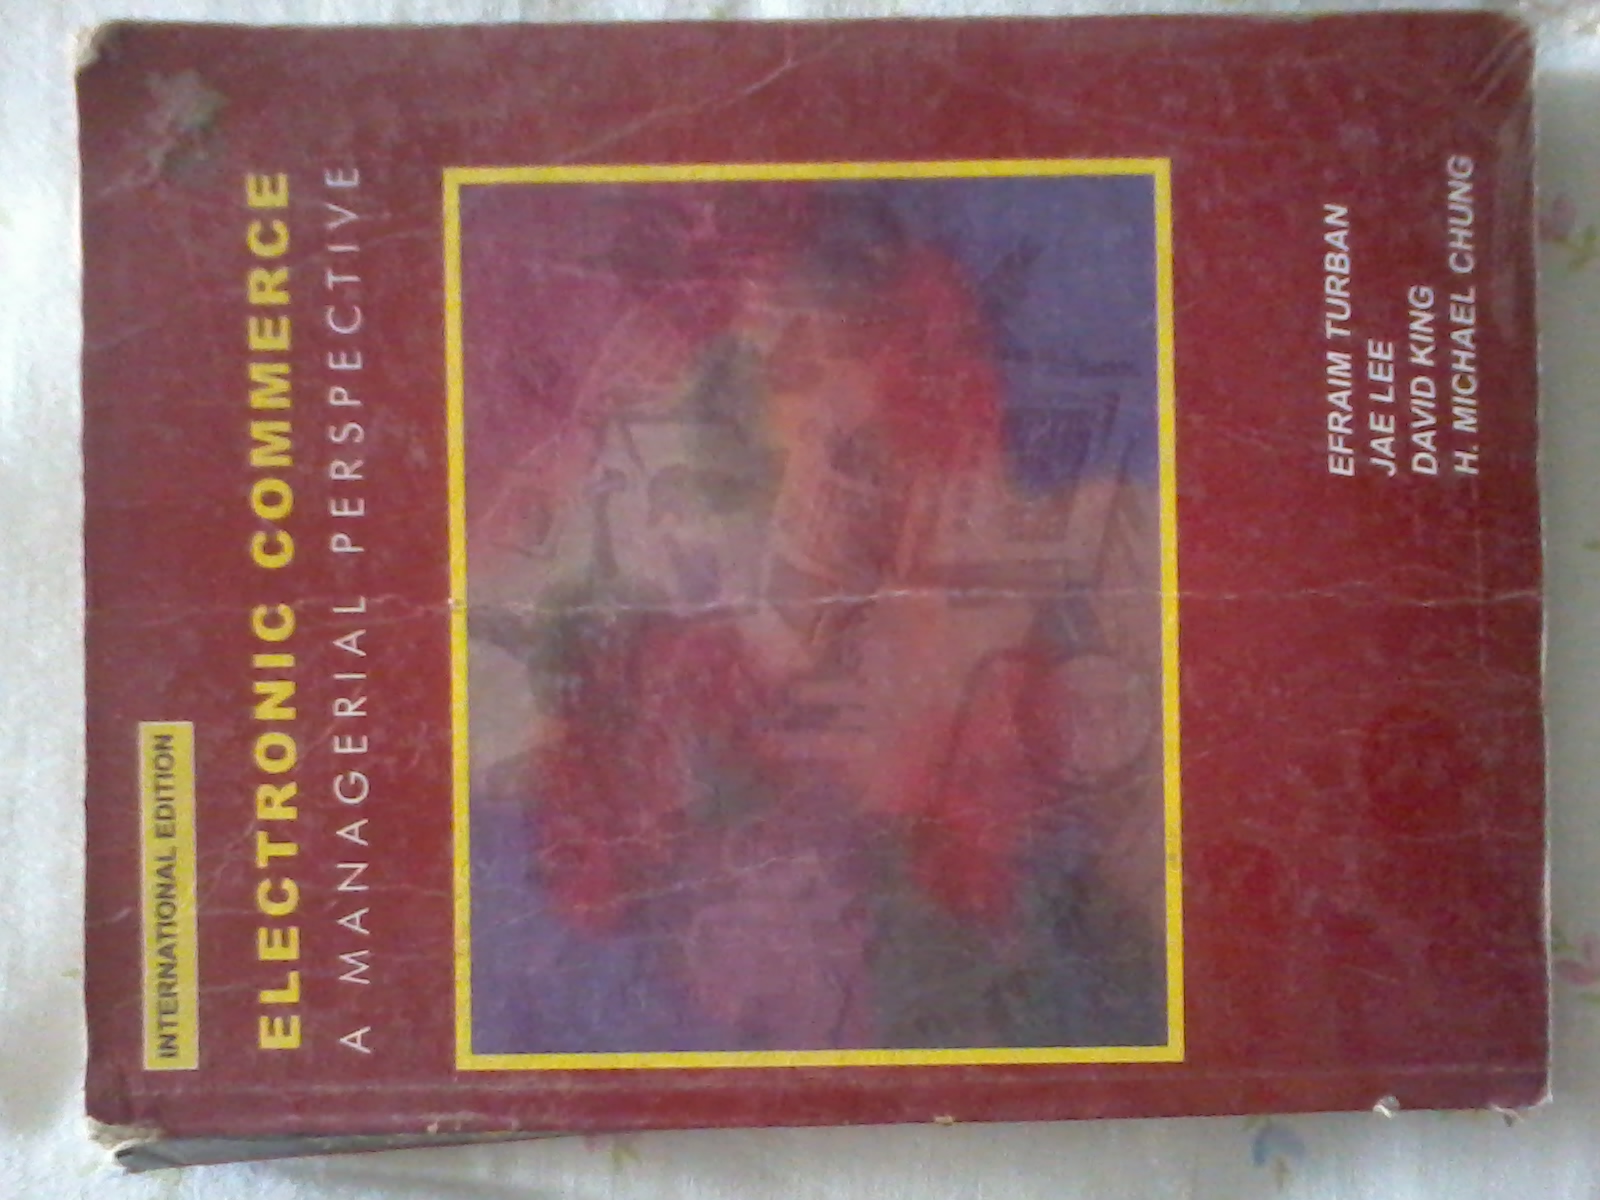 INTERNATIONAL EDITION
ELECTRONIC COMMERCE
A MANAGERIAL PERSPECTIVE
EFRAIM TURBAN
JAE LEE
DAVID KING
H. MICHAEL CHUNG